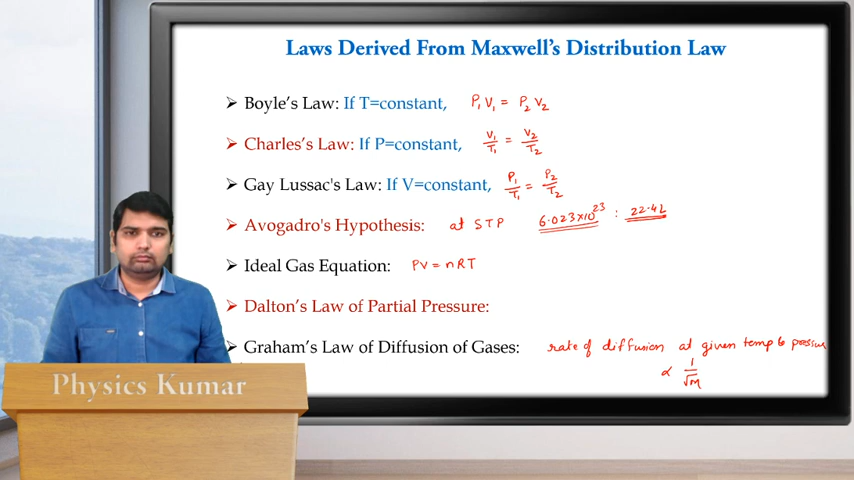 Laws Derived From Maxwell's Distribution Law
➢ Boyle's Law: If T=constant, P₁V₁ = P₂V₂
➢ Charles's Law: If P=constant, V₁/T₁ = V₂/T₂
➢ Gay Lussac's Law: If V=constant, P₁/T₁ = P₂/T₂
➢ Avogadro's Hypothesis: at STP 6.023×10²³ : 22.4L
➢ Ideal Gas Equation: PV = nRT
➢ Dalton's Law of Partial Pressure:
➢ Graham's Law of Diffusion of Gases: rate of diffusion at given temp & pressure
∝ 1/√M
Physics Kumar